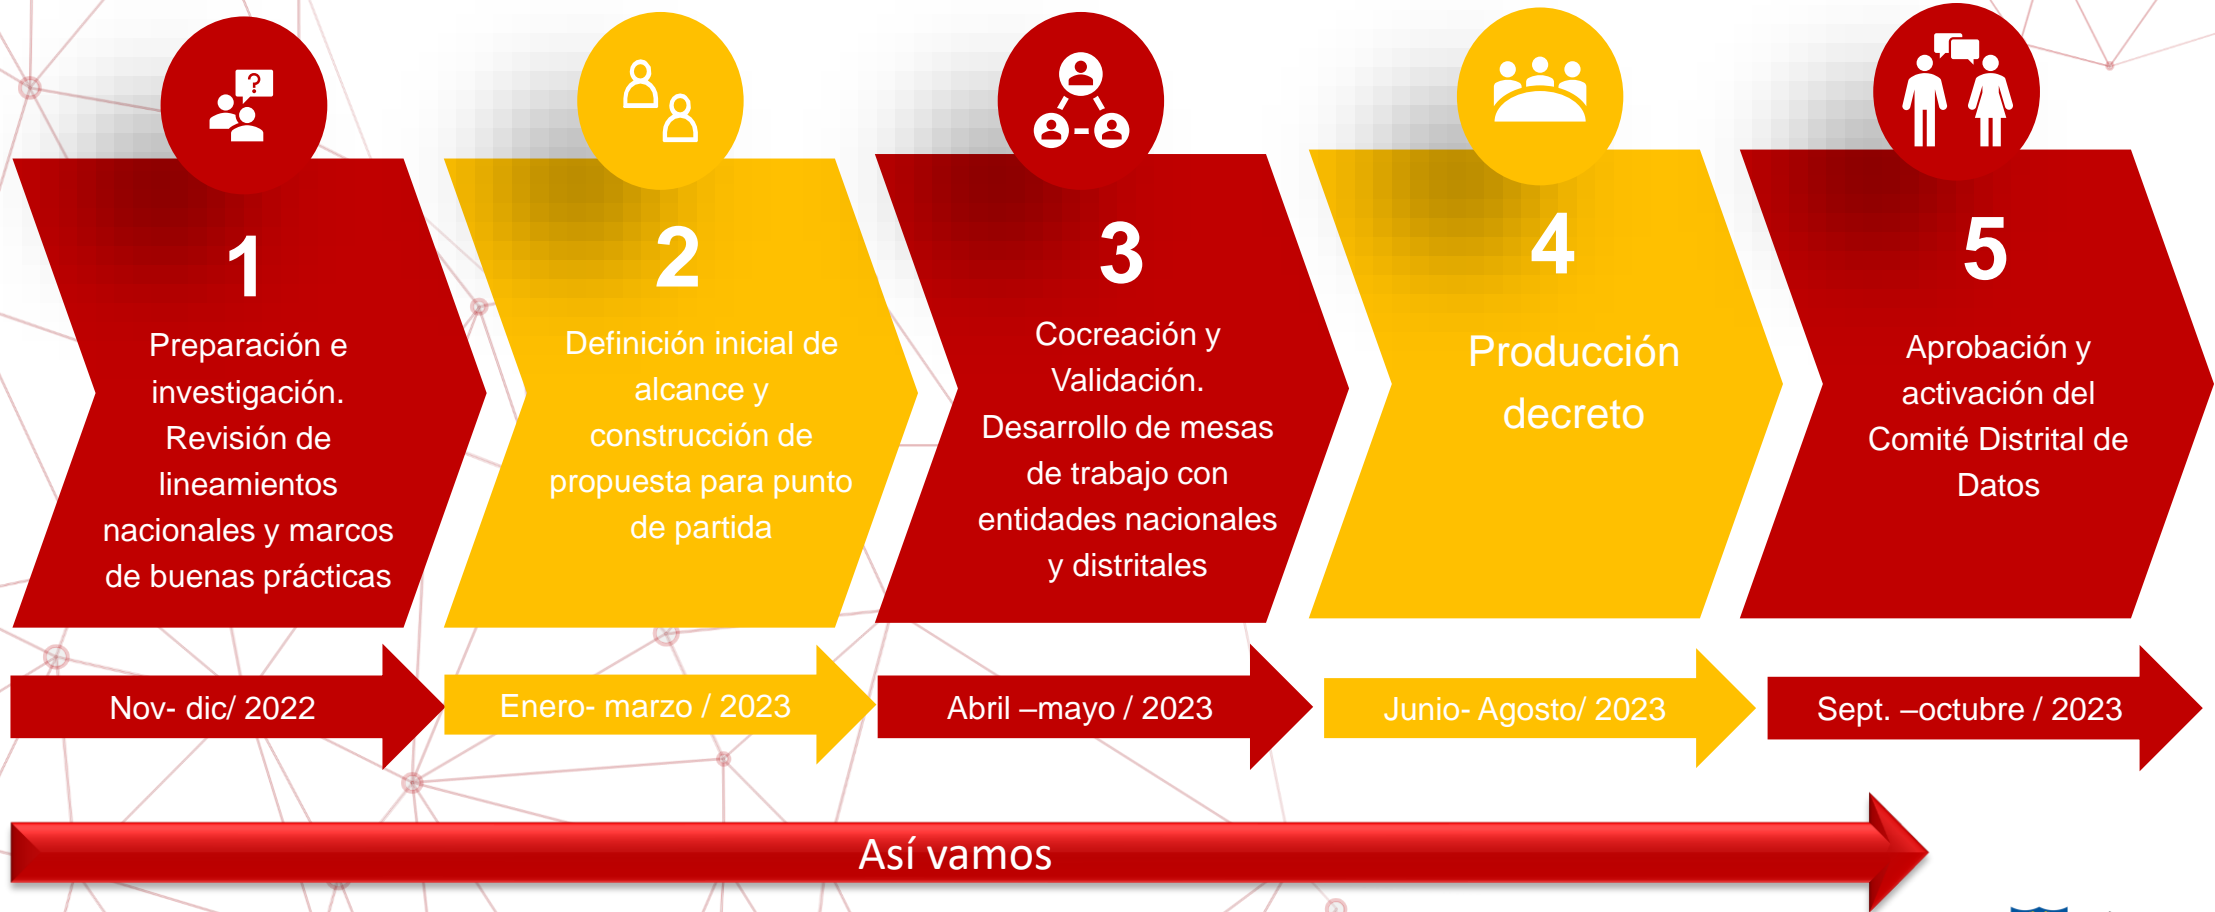 ?
1
Preparación e
investigación.
Revisión de
lineamientos
nacionales y marcos
de buenas prácticas
2
Definición inicial de
alcance y
construcción de
propuesta para punto
de partida
3
Cocreación y
Validación.
Desarrollo de mesas
de trabajo con
entidades nacionales
y distritales
4
Producción
decreto
5
Aprobación y
activación del
Comité Distrital de
Datos
Nov- dic/ 2022
Enero- marzo / 2023
Abril –mayo / 2023
Junio- Agosto/ 2023
Sept. –octubre / 2023
Así vamos